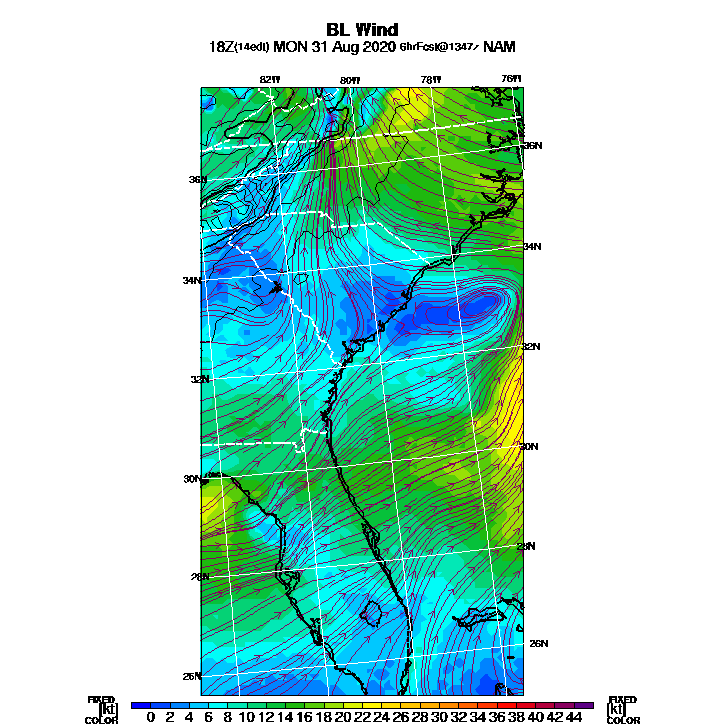 BL Wind
18Z(14edt) MON 31 Aug 2020 6hrFcst@1347z NAM
82W 80W 78W 76W
36N
36N
34N
34N
32N
32N
30N
30N
28N
28N
26N
26N
FIXED FIXED
[kt] 0 2 4 6 8 10 12 14 16 18 20 22 24 26 28 30 32 34 36 38 40 42 44 [kt]
COLOR COLOR